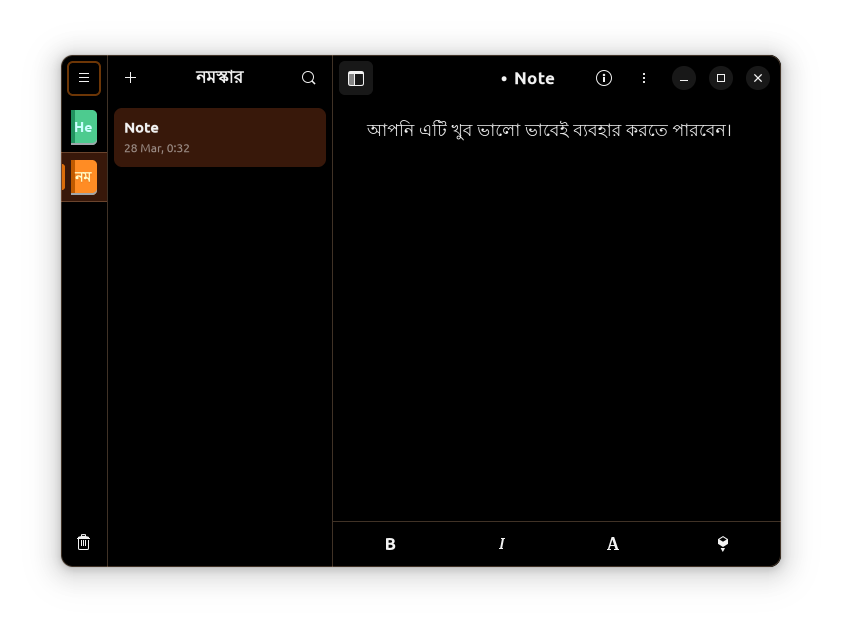 নমস্কার
• Note
He
Note
28 Mar, 0:32
নম
আপনি এটি খুব ভালো ভাবেই ব্যবহার করতে পারবেন।
B I A